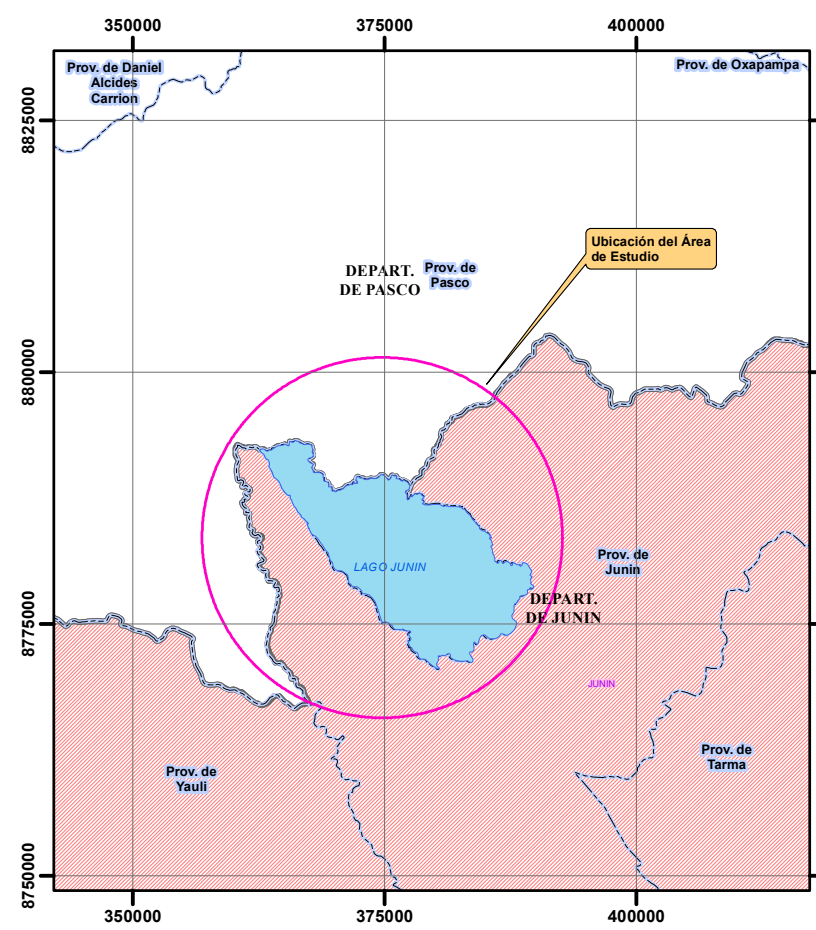 350000
375000
400000
Prov. de Daniel
Alcides
Carrion
Prov. de Oxapampa
8825000
Ubicación del Área
de Estudio
DEPART.
DE PASCO
Prov. de
Pasco
8800000
LAGO JUNIN
Prov. de
Junin
DEPART.
DE JUNIN
8775000
JUNIN
Prov. de
Yauli
Prov. de
Tarma
8750000
350000
375000
400000